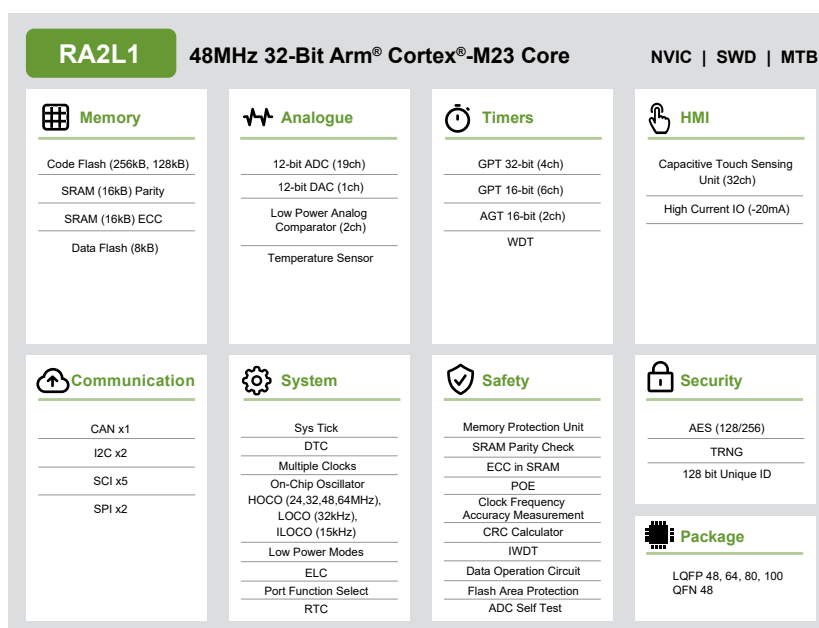 RA2L1
48MHz 32-Bit Arm® Cortex®-M23 Core
NVIC | SWD | MTB
Memory
Code Flash (256kB, 128kB)
SRAM (16kB) Parity
SRAM (16kB) ECC
Data Flash (8kB)
Analogue
12-bit ADC (19ch)
12-bit DAC (1ch)
Low Power Analog
Comparator (2ch)
Temperature Sensor
Timers
GPT 32-bit (4ch)
GPT 16-bit (6ch)
AGT 16-bit (2ch)
WDT
HMI
Capacitive Touch Sensing
Unit (32ch)
High Current IO (-20mA)
Communication
CAN x1
I2C x2
SCI x5
SPI x2
System
Sys Tick
DTC
Multiple Clocks
On-Chip Oscillator
HOCO (24,32,48,64MHz),
LOCO (32kHz),
ILOCO (15kHz)
Low Power Modes
ELC
Port Function Select
RTC
Safety
Memory Protection Unit
SRAM Parity Check
ECC in SRAM
POE
Clock Frequency
Accuracy Measurement
CRC Calculator
IWDT
Data Operation Circuit
Flash Area Protection
ADC Self Test
Security
AES (128/256)
TRNG
128 bit Unique ID
Package
LQFP 48, 64, 80, 100
QFN 48